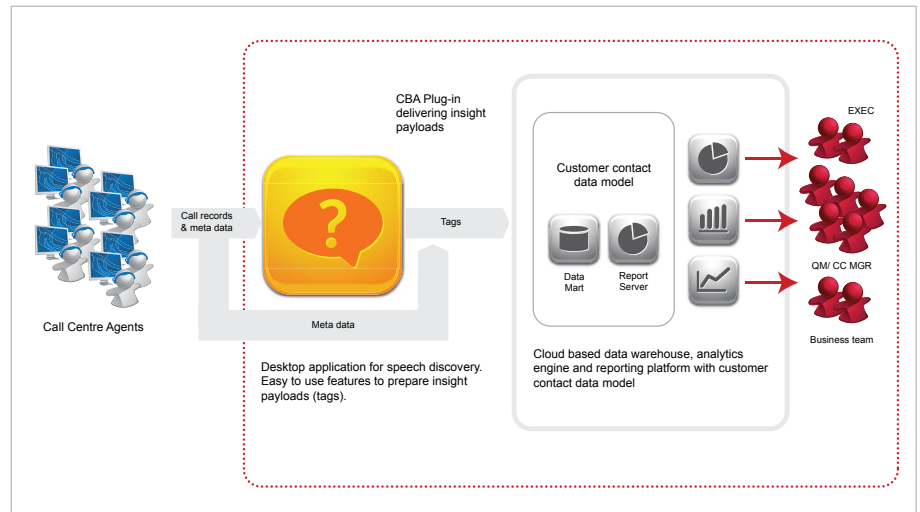 CBA Plug-in
delivering insight
payloads
EXEC
Customer contact
data model
Call records
& meta data
?
Tags
QM/ CC MGR
Data
Mart
Report
Server
Call Centre Agents
Meta data
Business team
Desktop application for speech discovery.
Easy to use features to prepare insight
payloads (tags).
Cloud based data warehouse, analytics
engine and reporting platform with customer
contact data model